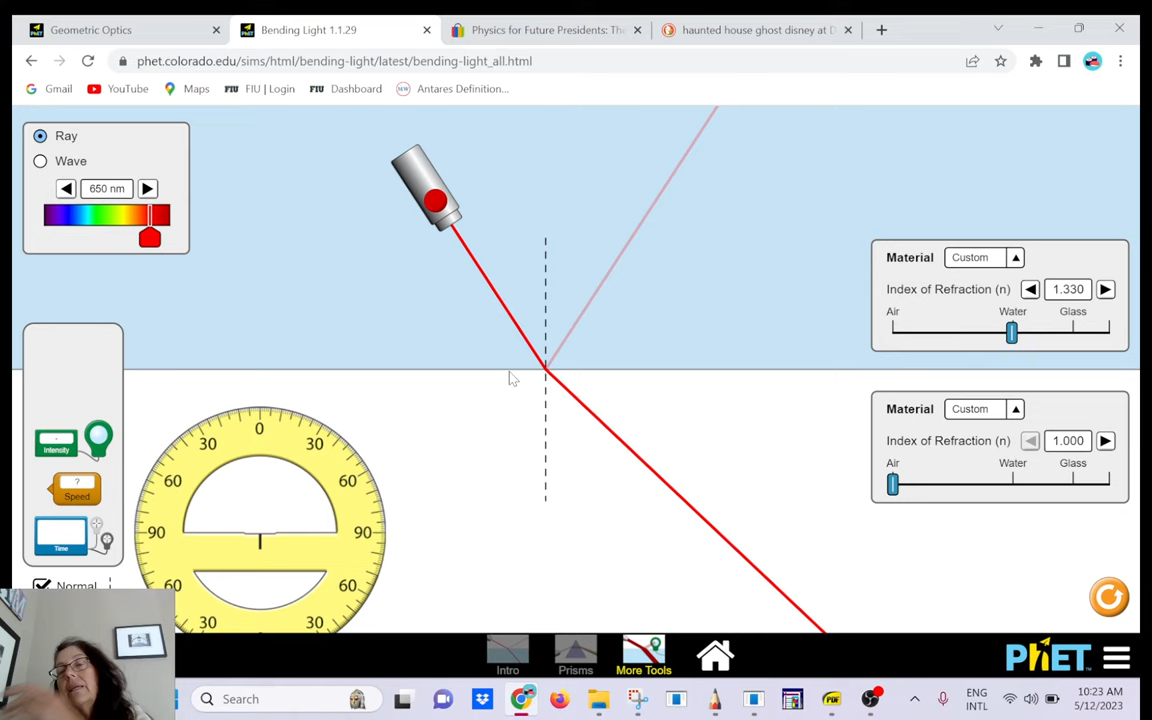 Geometric Optics
Bending Light 1.1.29
Physics for Future Presidents: The
haunted house ghost disney at D
phet.colorado.edu/sims/html/bending-light/latest/bending-light_all.html
Gmail
YouTube
Maps
FIU
FIU | Login
FIU
Dashboard
Antares Definition...
Ray
Wave
650 nm
Material
Custom
Index of Refraction (n)
1.330
Air
Water
Glass
Material
Custom
Index of Refraction (n)
1.000
Air
Water
Glass
-
Intensity
?
Speed
Time
Normal
0
30
30
60
60
90
90
60
60
30
30
0
Intro
Prisms
More Tools
PhET
Search
PDF
ENG
INTL
10:23 AM
5/12/2023